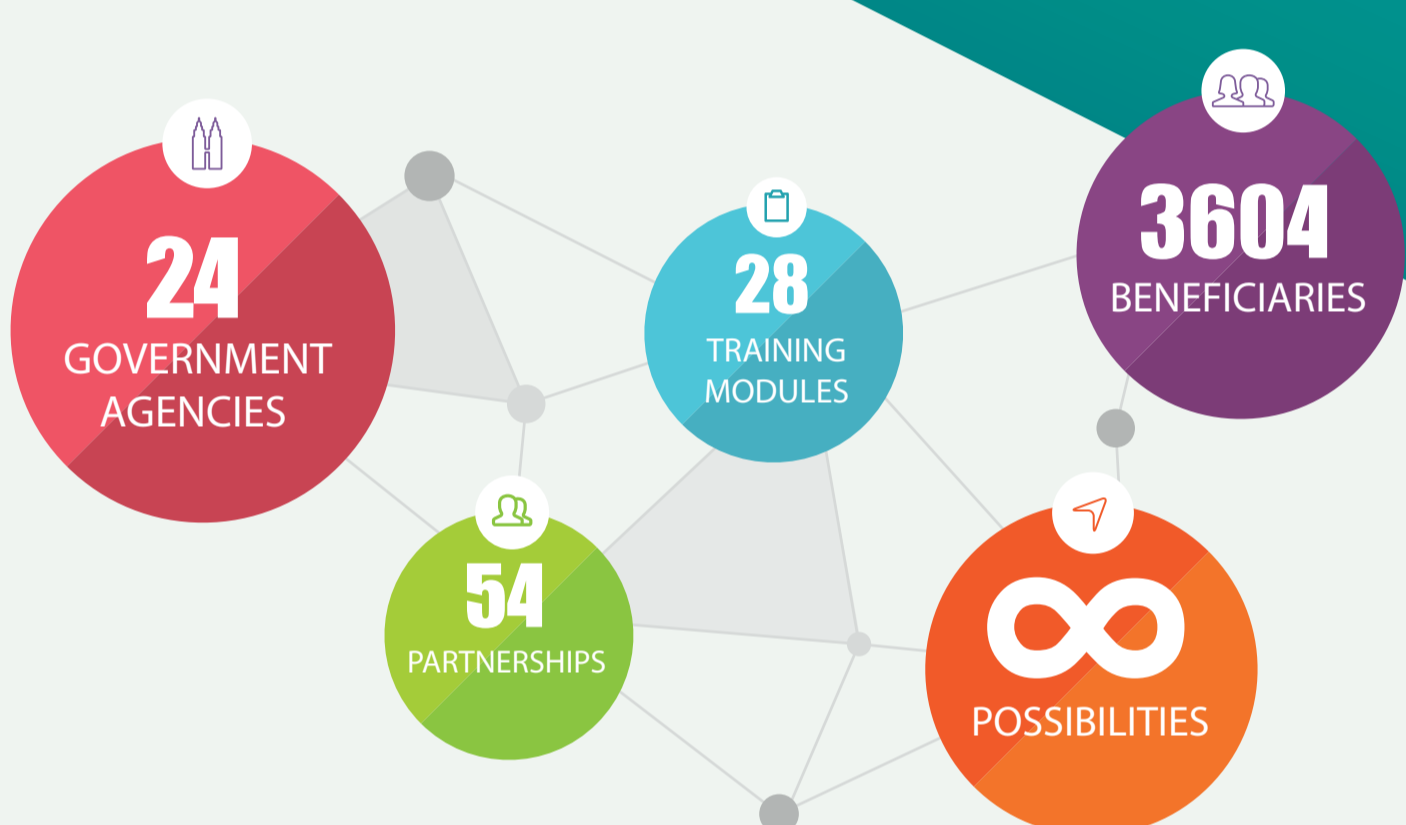 24
GOVERNMENT
AGENCIES
28
TRAINING
MODULES
3604
BENEFICIARIES
54
PARTNERSHIPS
∞
POSSIBILITIES